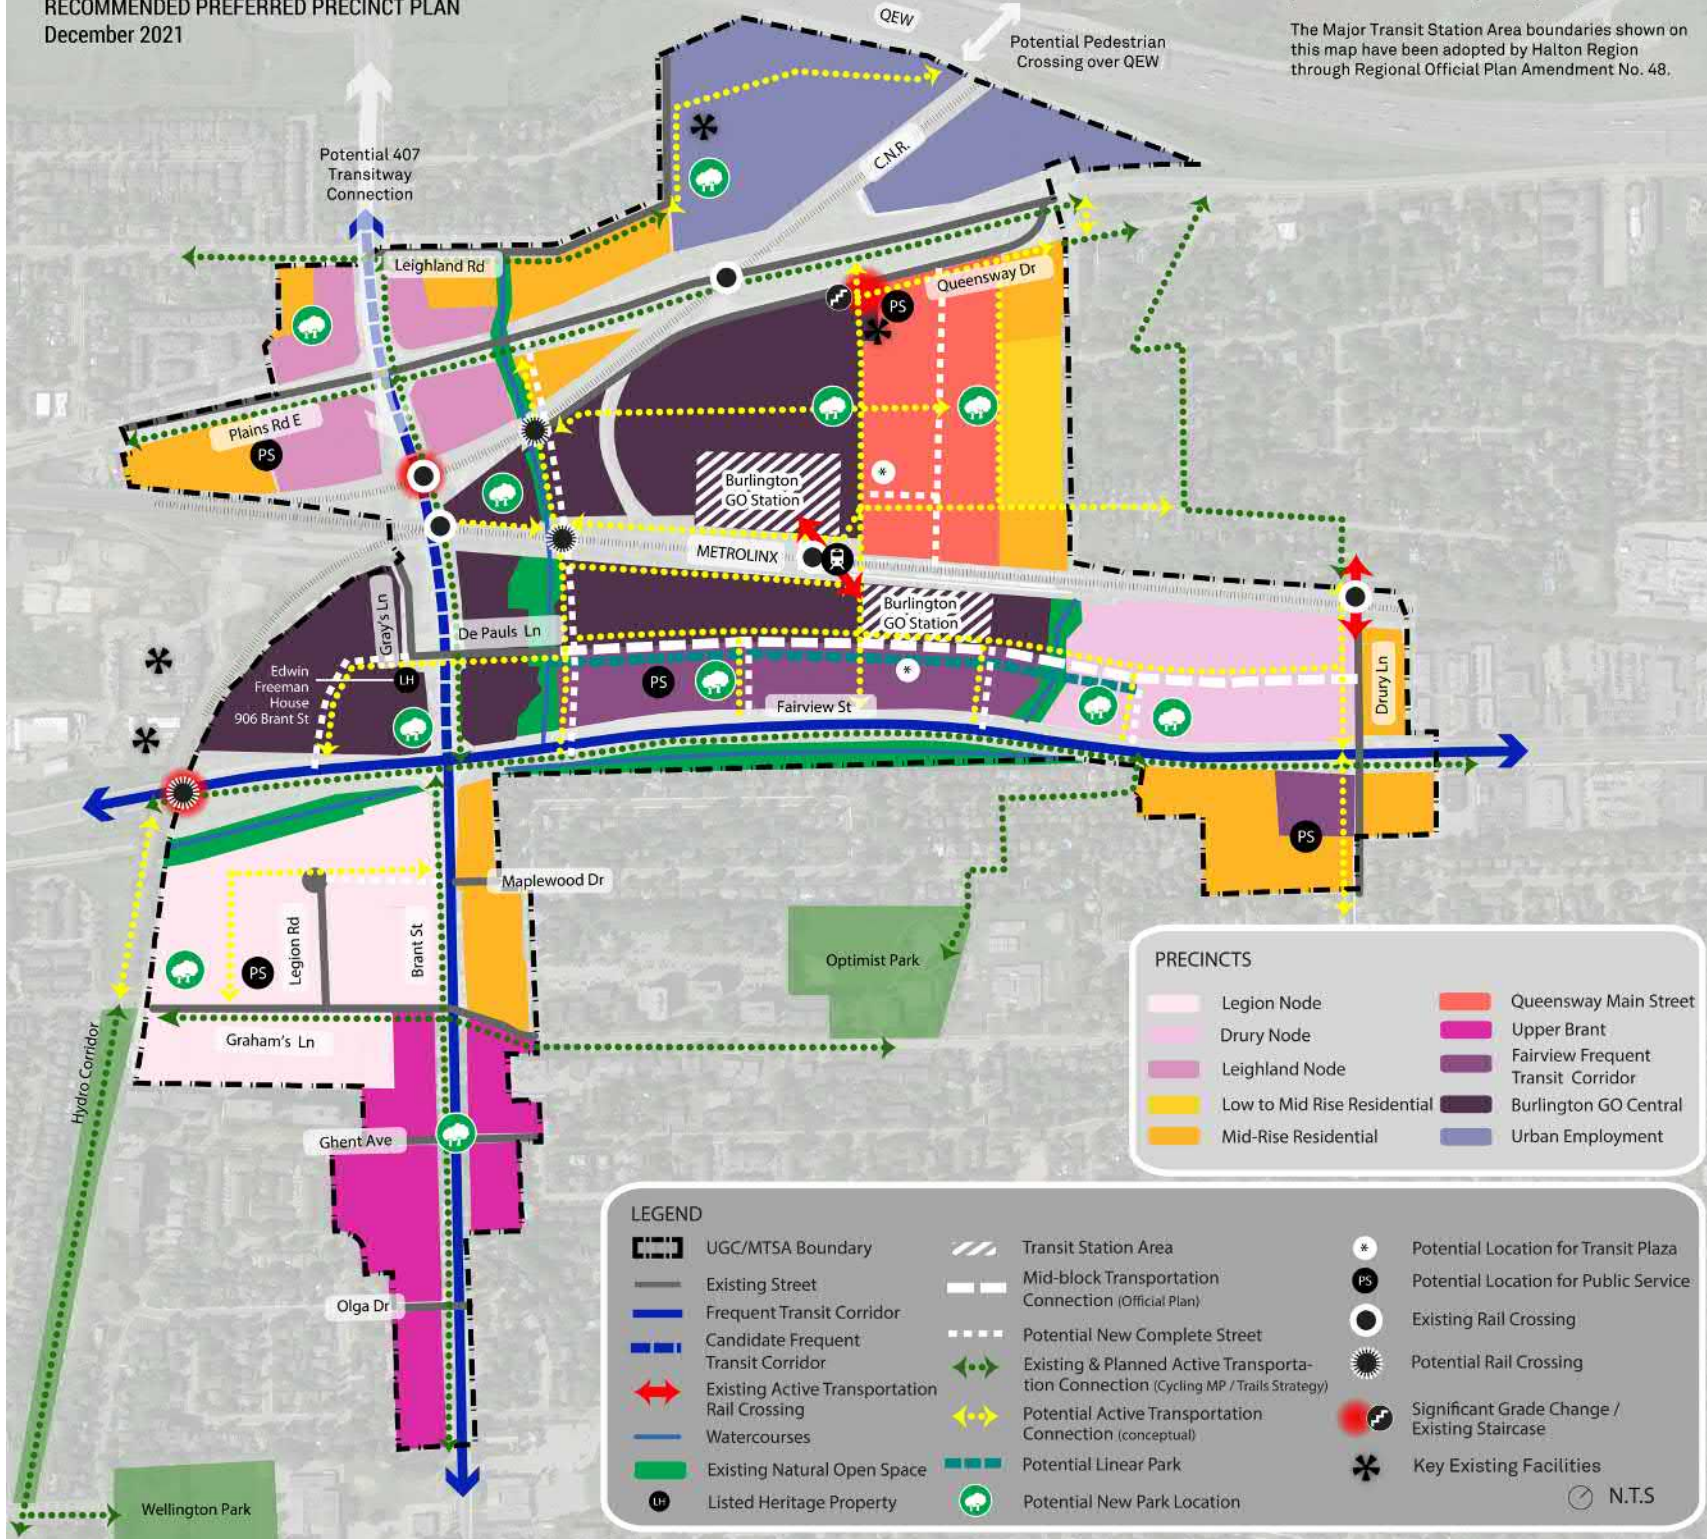 RECOMMENDED PREFERRED PRECINCT PLAN
December 2021
QEW
Potential Pedestrian
Crossing over QEW
The Major Transit Station Area boundaries shown on
this map have been adopted by Halton Region
through Regional Official Plan Amendment No. 48.
Potential 407
Transitway
Connection
C.N.R.
Leighland Rd
Queensway Dr
PS
Plains Rd E
PS
*
Burlington
GO Station
METROLINX
Burlington
GO Station
Gray's Ln
De Pauls Ln
Edwin
Freeman
House
906 Brant St
LH
PS
*
Fairview St
Drury Ln
PS
Maplewood Dr
Legion Rd
Brant St
PS
Optimist Park
Graham's Ln
Hydro Corridor
Ghent Ave
Olga Dr
Wellington Park
PRECINCTS
Legion Node
Drury Node
Leighland Node
Low to Mid Rise Residential
Mid-Rise Residential
Queensway Main Street
Upper Brant
Fairview Frequent
Transit Corridor
Burlington GO Central
Urban Employment
LEGEND
UGC/MTSA Boundary
Existing Street
Frequent Transit Corridor
Candidate Frequent
Transit Corridor
Existing Active Transportation
Rail Crossing
Watercourses
Existing Natural Open Space
LH Listed Heritage Property
Transit Station Area
Mid-block Transportation
Connection (Official Plan)
Potential New Complete Street
Existing & Planned Active Transporta-
tion Connection (Cycling MP / Trails Strategy)
Potential Active Transportation
Connection (conceptual)
Potential Linear Park
Potential New Park Location
* Potential Location for Transit Plaza
PS Potential Location for Public Service
Existing Rail Crossing
Potential Rail Crossing
Significant Grade Change /
Existing Staircase
Key Existing Facilities
N.T.S